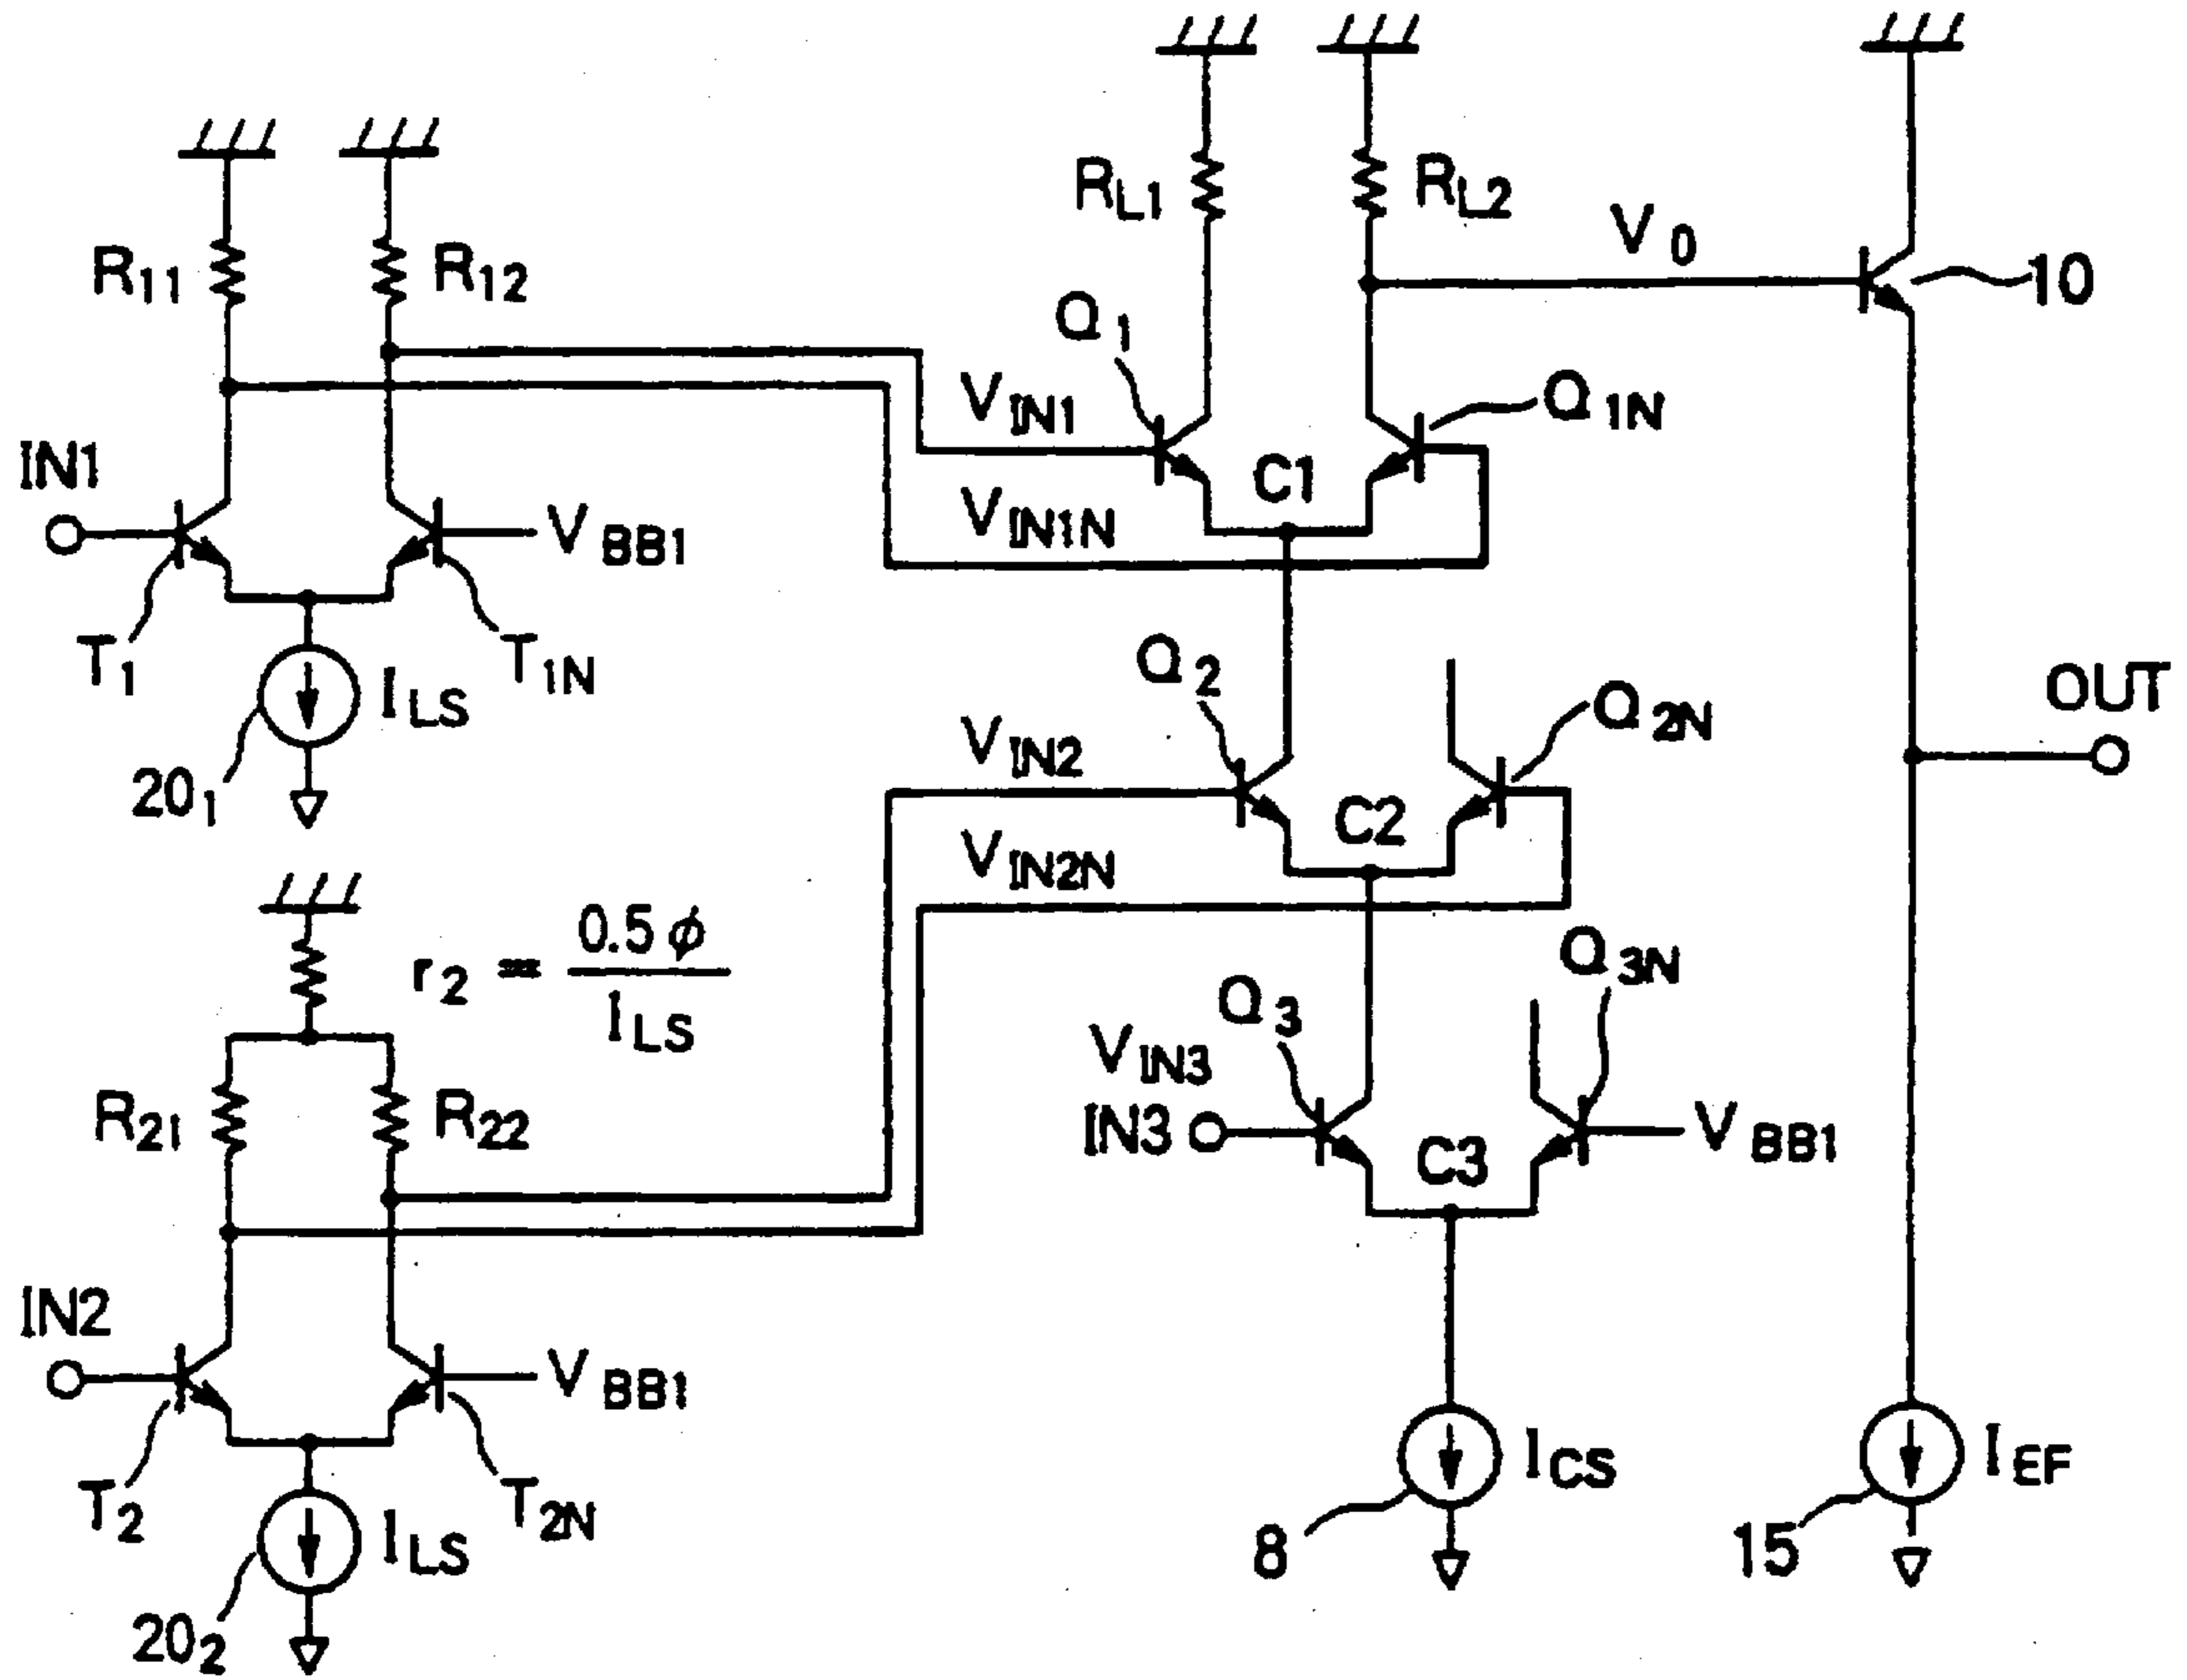 R11
R12
IN1
VBB1
T1
T1N
ILS
201
r2 = 0.5 φ / ILS
R21
R22
IN2
VBB1
T2
T2N
ILS
202
RL1
RL2
V0
10
Q1
Q1N
VIN1
C1
VIN1N
Q2
Q2N
VIN2
C2
VIN2N
OUT
Q3
Q3N
VIN3
IN3
C3
VBB1
ICS
8
IEF
15